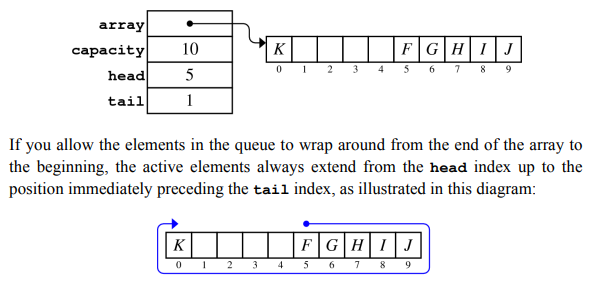 array
capacity 10 K F G H I J
head 5 0 1 2 3 4 5 6 7 8 9
tail 1
If you allow the elements in the queue to wrap around from the end of the array to
the beginning, the active elements always extend from the head index up to the
position immediately preceding the tail index, as illustrated in this diagram:
K F G H I J
0 1 2 3 4 5 6 7 8 9